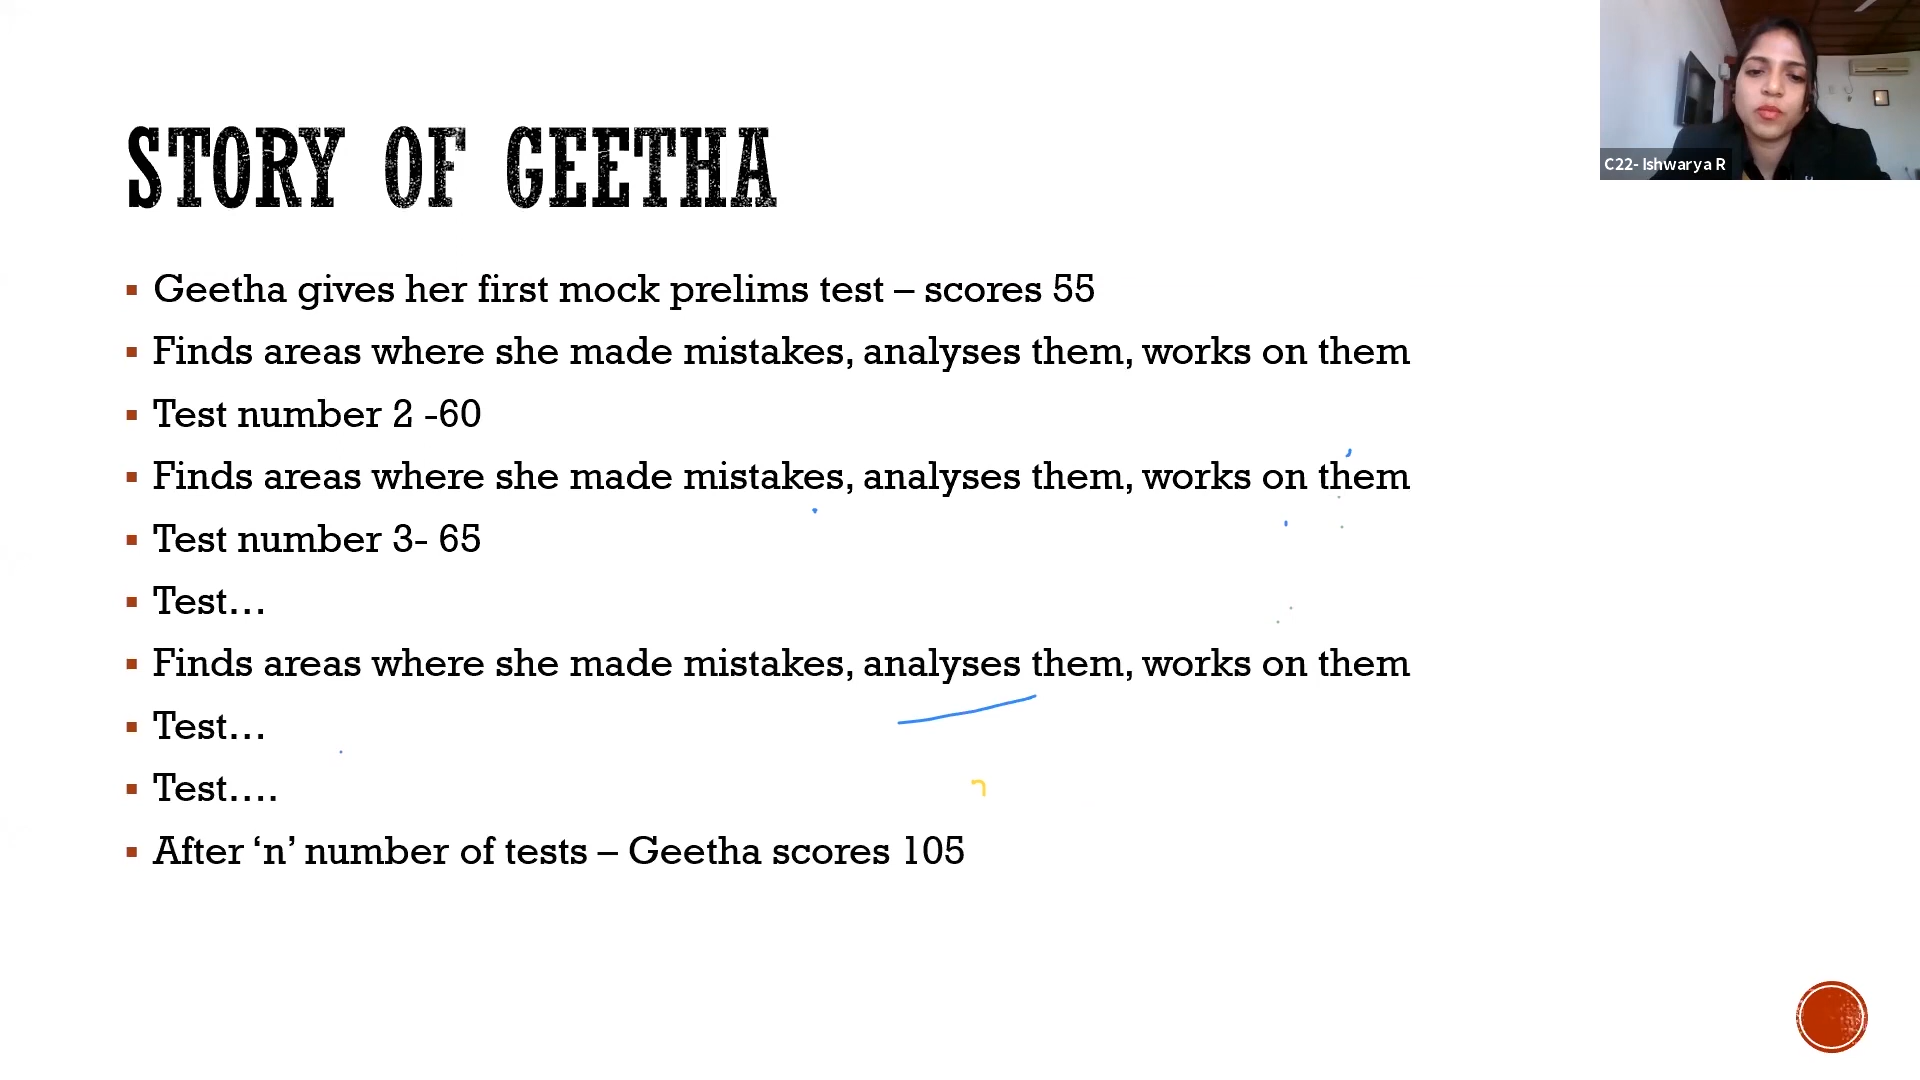 C22- Ishwarya R
STORY OF GEETHA
▪ Geetha gives her first mock prelims test – scores 55
▪ Finds areas where she made mistakes, analyses them, works on them
▪ Test number 2 -60
▪ Finds areas where she made mistakes, analyses them, works on them
▪ Test number 3- 65
▪ Test…
▪ Finds areas where she made mistakes, analyses them, works on them
▪ Test…
▪ Test….
▪ After ‘n’ number of tests – Geetha scores 105